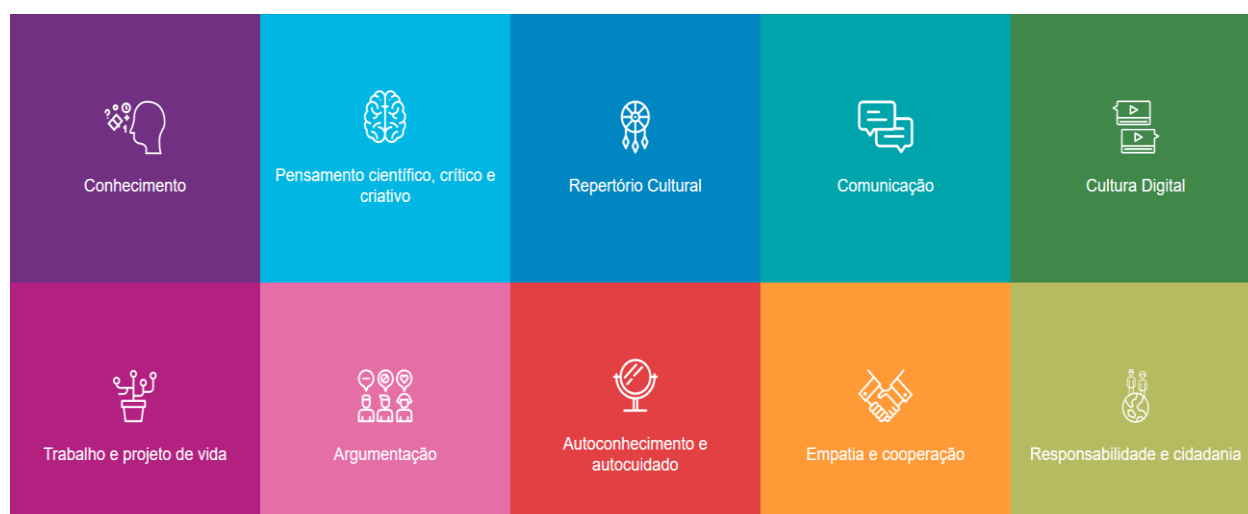 Conhecimento
Pensamento científico, crítico e
criativo
Repertório Cultural
Comunicação
Cultura Digital
Trabalho e projeto de vida
Argumentação
Autoconhecimento e
autocuidado
Empatia e cooperação
Responsabilidade e cidadania